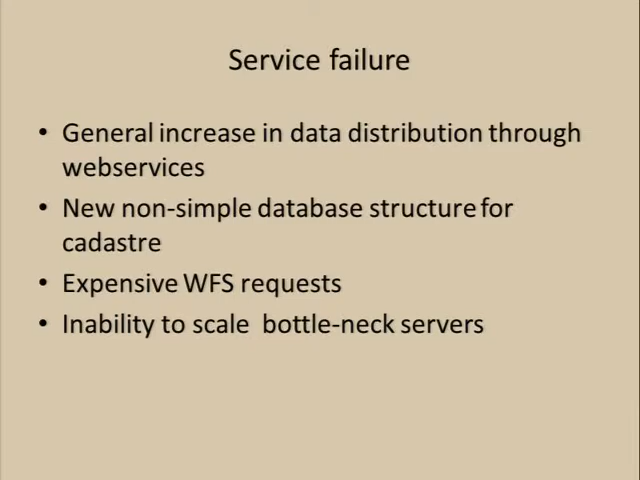 Service failure
• General increase in data distribution through
webservices
• New non-simple database structure for
cadastre
• Expensive WFS requests
• Inability to scale bottle-neck servers